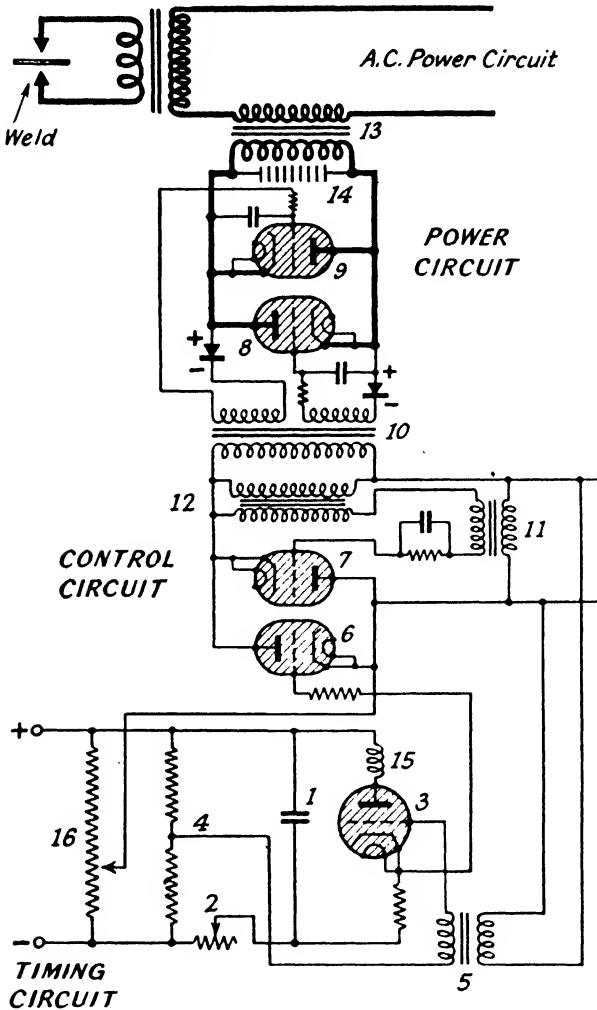 A.C. Power Circuit
Weld
13
14
POWER
CIRCUIT
9
+
8
-
+
-
10
12
11
CONTROL
CIRCUIT
7
6
+
15
1
3
16
4
2
-
5
TIMING
CIRCUIT